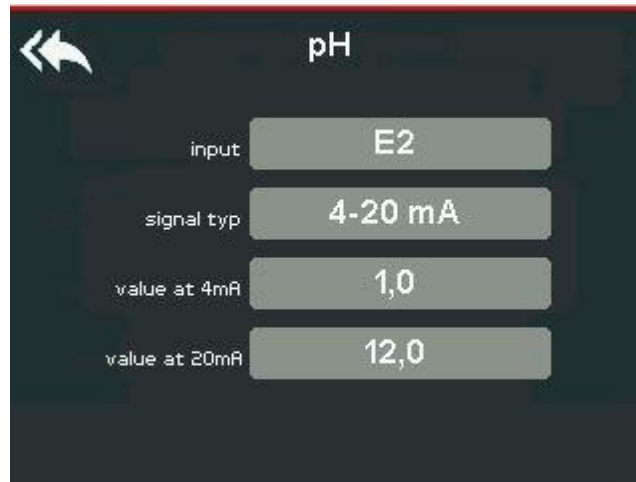 pH
input E2
signal typ 4-20 mA
value at 4mA 1,0
value at 20mA 12,0